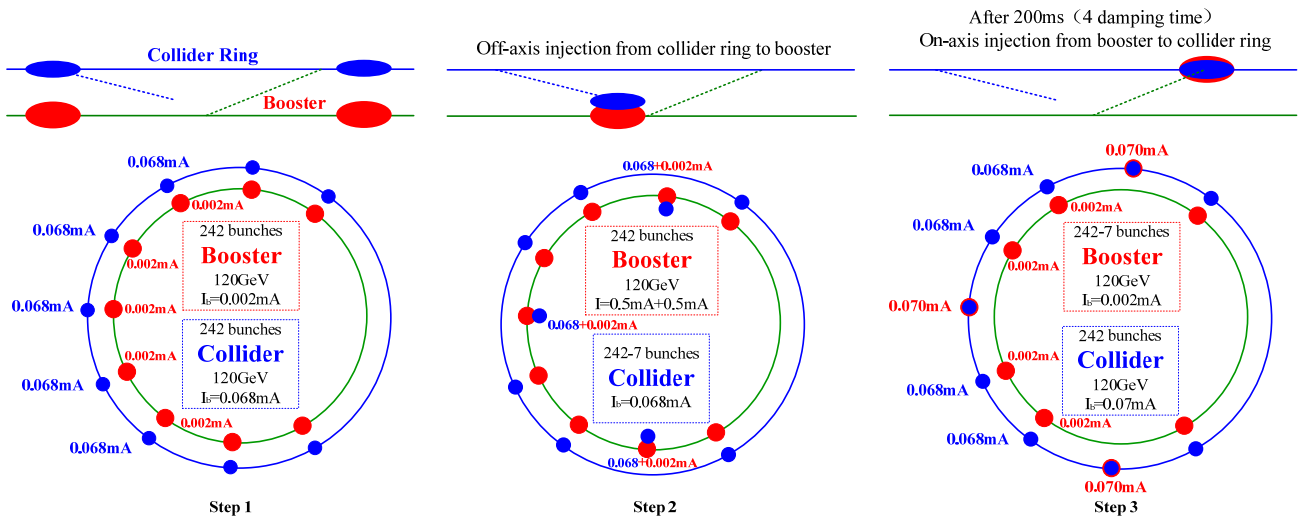 Collider Ring
Booster
0.068mA
0.068mA
0.068mA
0.068mA
0.068mA
0.002mA
0.002mA
0.002mA
0.002mA
0.002mA
242 bunches
Booster
120GeV
Ib=0.002mA
242 bunches
Collider
120GeV
Ib=0.068mA
Step 1
Off-axis injection from collider ring to booster
0.068+0.002mA
242 bunches
Booster
120GeV
I=0.5mA+0.5mA
0.068+0.002mA
242-7 bunches
Collider
120GeV
Ib=0.068mA
0.068+0.002mA
Step 2
After 200ms（4 damping time）
On-axis injection from booster to collider ring
0.070mA
0.068mA
0.002mA
0.068mA
0.002mA
242-7 bunches
Booster
120GeV
Ib=0.002mA
0.070mA
242 bunches
Collider
120GeV
Ib=0.07mA
0.002mA
0.068mA
0.002mA
0.068mA
0.070mA
Step 3